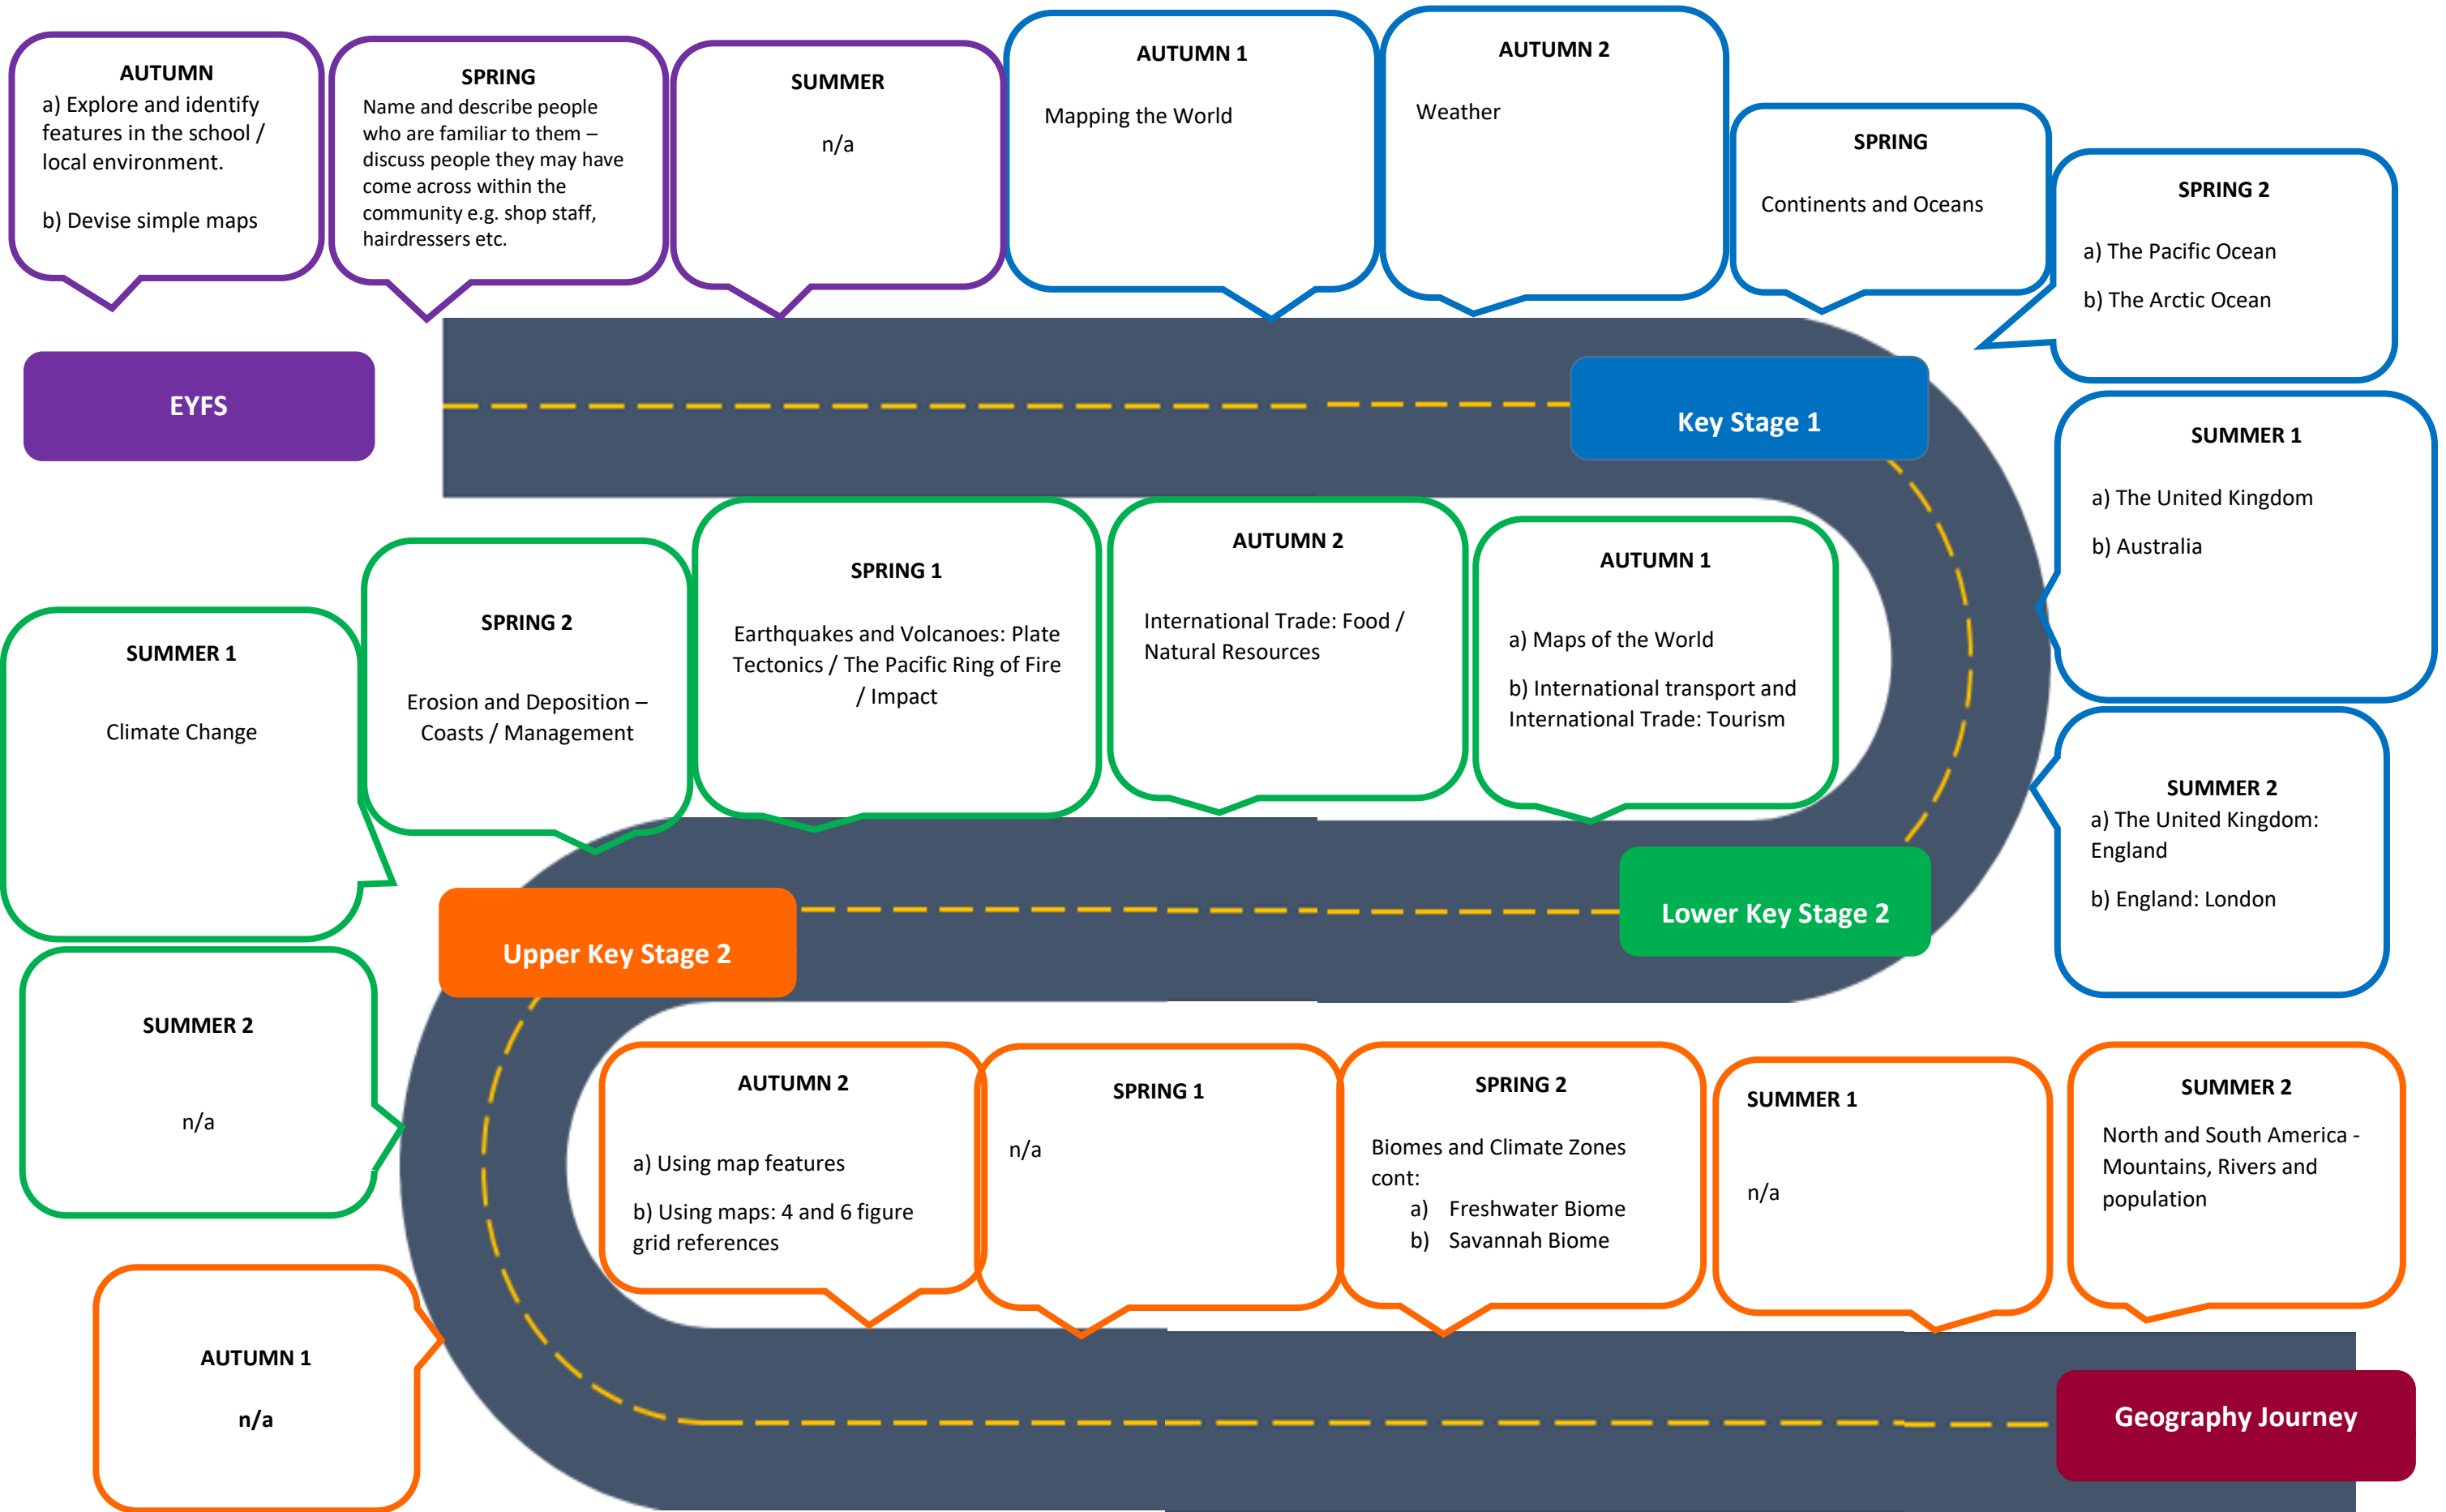 AUTUMN
a) Explore and identify
features in the school /
local environment.
b) Devise simple maps
SPRING
Name and describe people
who are familiar to them –
discuss people they may have
come across within the
community e.g. shop staff,
hairdressers etc.
SUMMER
n/a
AUTUMN 1
Mapping the World
AUTUMN 2
Weather
SPRING
Continents and Oceans
SPRING 2
a) The Pacific Ocean
b) The Arctic Ocean
EYFS
Key Stage 1
SUMMER 1
a) The United Kingdom
b) Australia
SUMMER 2
a) The United Kingdom:
England
b) England: London
Lower Key Stage 2
AUTUMN 1
a) Maps of the World
b) International transport and
International Trade: Tourism
AUTUMN 2
International Trade: Food /
Natural Resources
SPRING 1
Earthquakes and Volcanoes: Plate
Tectonics / The Pacific Ring of Fire
/ Impact
SPRING 2
Erosion and Deposition –
Coasts / Management
SUMMER 1
Climate Change
SUMMER 2
n/a
Upper Key Stage 2
AUTUMN 1
n/a
AUTUMN 2
a) Using map features
b) Using maps: 4 and 6 figure
grid references
SPRING 1
n/a
SPRING 2
Biomes and Climate Zones
cont:
a) Freshwater Biome
b) Savannah Biome
SUMMER 1
n/a
SUMMER 2
North and South America -
Mountains, Rivers and
population
Geography Journey